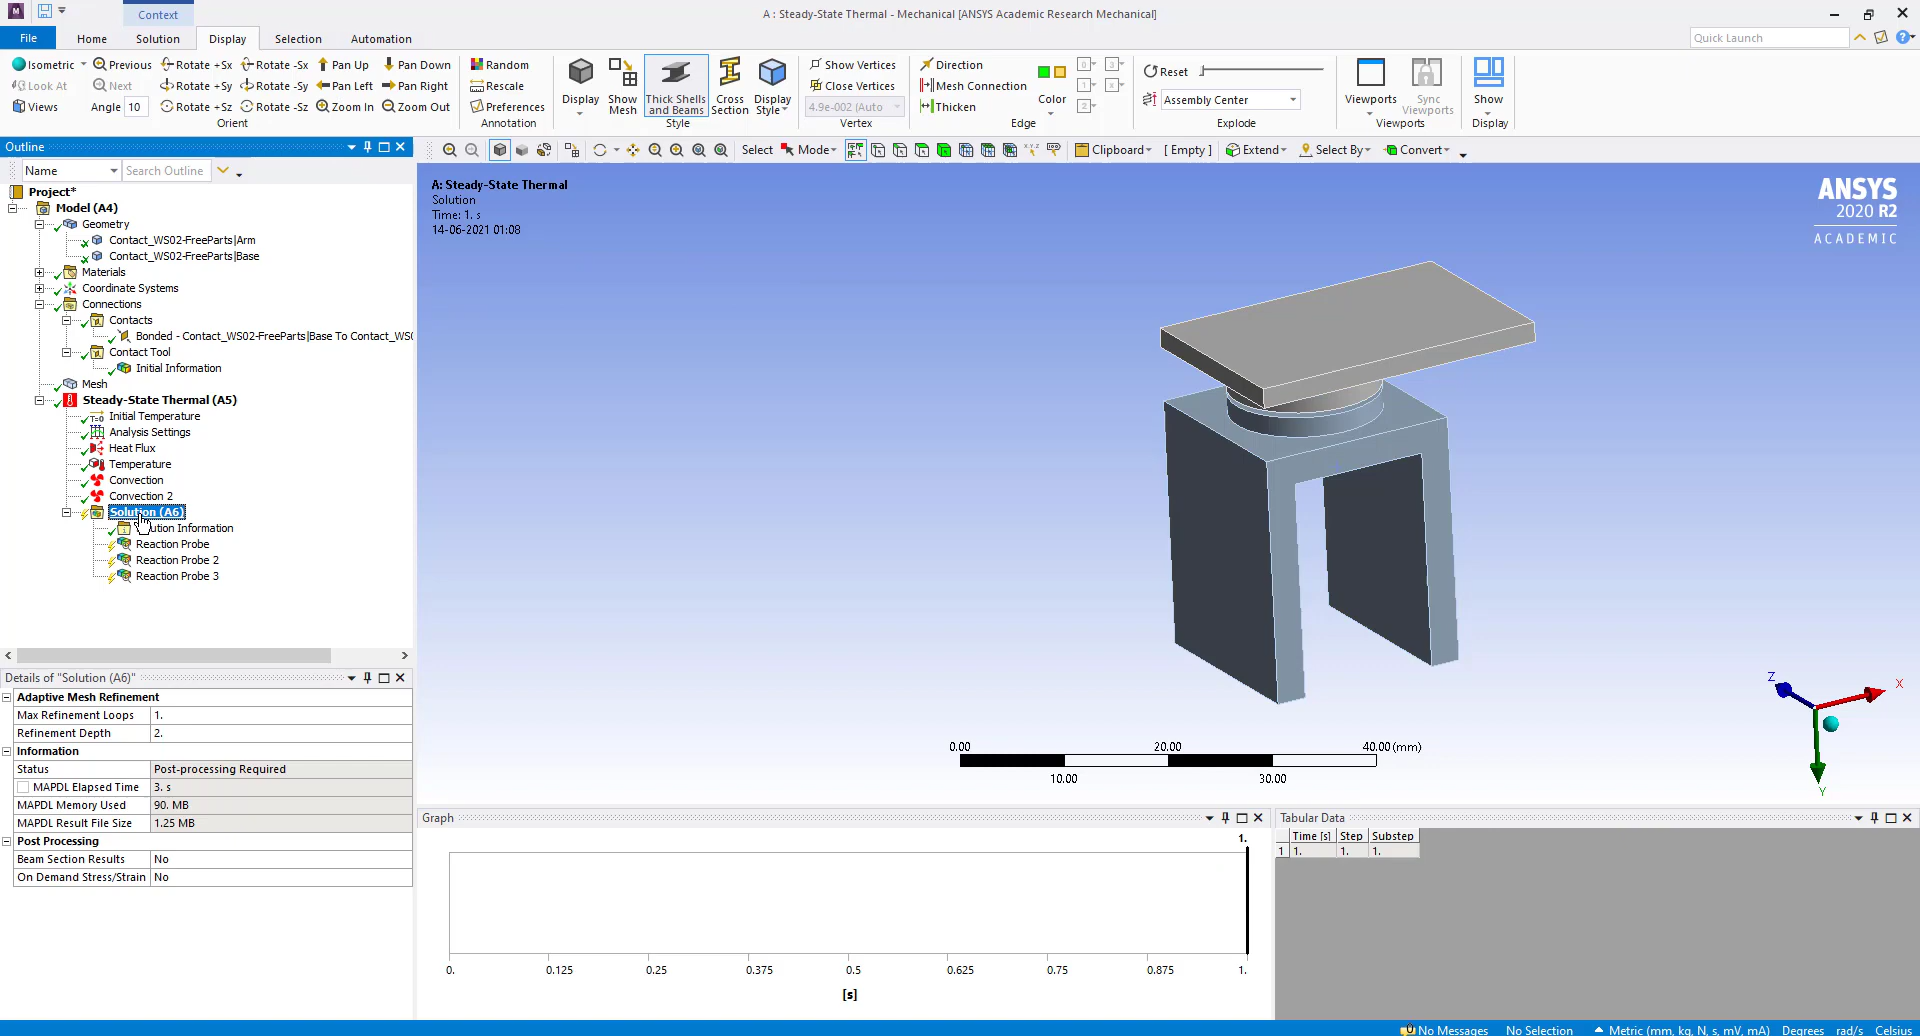 A : Steady-State Thermal - Mechanical [ANSYS Academic Research Mechanical]
Context
File Home Solution Display Selection Automation
Quick Launch
Isometric Previous Rotate +Sx Rotate -Sx Pan Up Pan Down
Look At Next Rotate +Sy Rotate -Sy Pan Left Pan Right
Views Angle 10 Rotate +Sz Rotate -Sz Zoom In Zoom Out
Orient
Random
Rescale
Preferences
Annotation
Display
Show Mesh
Thick Shells and Beams
Cross Section
Display Style
Style
Show Vertices
Close Vertices
4.9e-002 (Auto
Vertex
Direction
Mesh Connection
Thicken
Color
Edge
Reset
Assembly Center
Explode
Viewports
Sync Viewports
Viewports
Show
Display
Outline
Name Search Outline
Select Mode Clipboard [ Empty ] Extend Select By Convert
Project*
Model (A4)
Geometry
Contact_WS02-FreeParts|Arm
Contact_WS02-FreeParts|Base
Materials
Coordinate Systems
Connections
Contacts
Bonded - Contact_WS02-FreeParts|Base To Contact_WS0
Contact Tool
Initial Information
Mesh
Steady-State Thermal (A5)
Initial Temperature
Analysis Settings
Heat Flux
Temperature
Convection
Convection 2
Solution (A6)
ution Information
Reaction Probe
Reaction Probe 2
Reaction Probe 3
Details of "Solution (A6)"
Adaptive Mesh Refinement
Max Refinement Loops 1.
Refinement Depth 2.
Information
Status Post-processing Required
MAPDL Elapsed Time 3. s
MAPDL Memory Used 90. MB
MAPDL Result File Size 1.25 MB
Post Processing
Beam Section Results No
On Demand Stress/Strain No
A: Steady-State Thermal
Solution
Time: 1. s
14-06-2021 01:08
ANSYS
2020 R2
ACADEMIC
Z X
Y
0.00 20.00 40.00 (mm)
10.00 30.00
Graph
1.
0. 0.125 0.25 0.375 0.5 0.625 0.75 0.875 1.
[s]
Tabular Data
Time [s] Step Substep
1 1. 1. 1.
No Messages No Selection Metric (mm, kg, N, s, mV, mA) Degrees rad/s Celsius